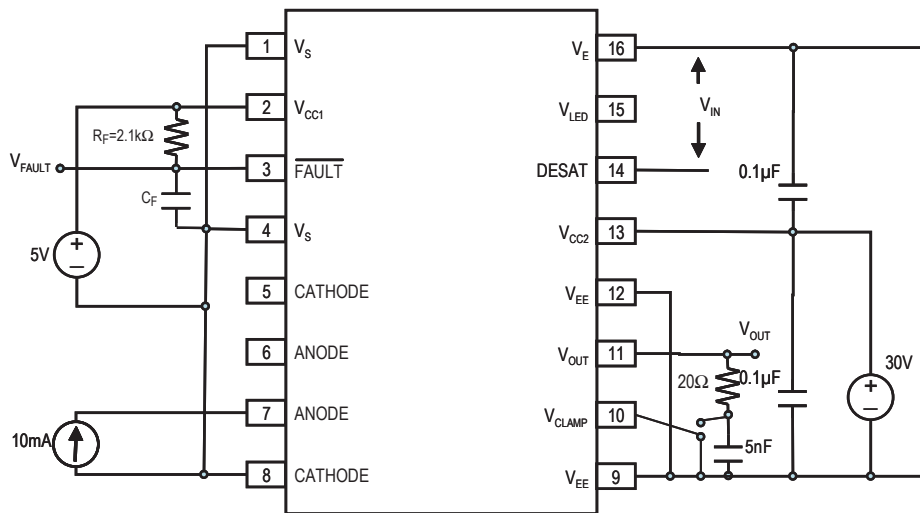 1 V_S
V_E 16
2 V_CC1
V_LED 15
V_IN
R_F=2.1kΩ
V_FAULT
3 FAULT
DESAT 14
0.1µF
C_F
4 V_S
V_CC2 13
5V
+
–
5 CATHODE
V_EE 12
6 ANODE
V_OUT 11
V_OUT
20Ω
0.1µF
30V
+
–
7 ANODE
V_CLAMP 10
10mA
5nF
8 CATHODE
V_EE 9